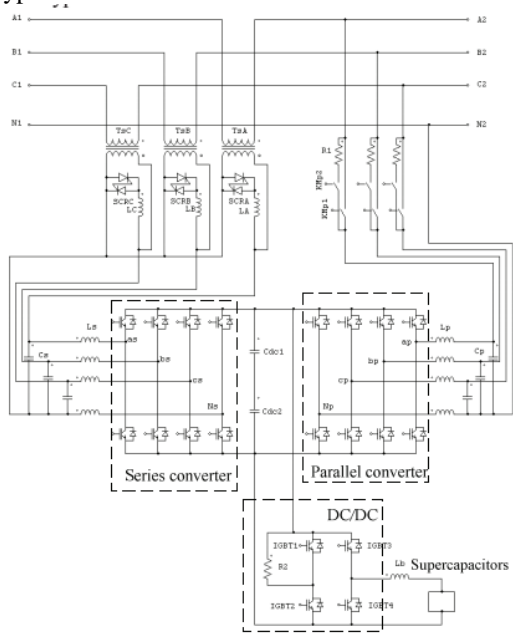 A1 A2
B1 B2
C1 C2
N1 N2
TsC TsB TsA
R1
KMp2
KMp1
SCRC SCRB SCRA
LC LB LA
Ls as Lp
ap
Cs bs Cdc1 bp Cp
cs cp
Cdc2
Ns Np
Series converter Parallel converter
DC/DC
IGBT1 IGBT3
R2 Lb Supercapacitors
IGBT2 IGBT4